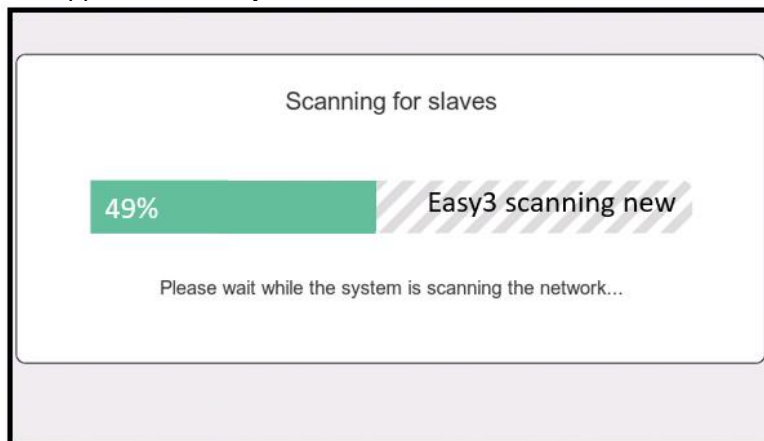 Scanning for slaves
49%
Easy3 scanning new
Please wait while the system is scanning the network...